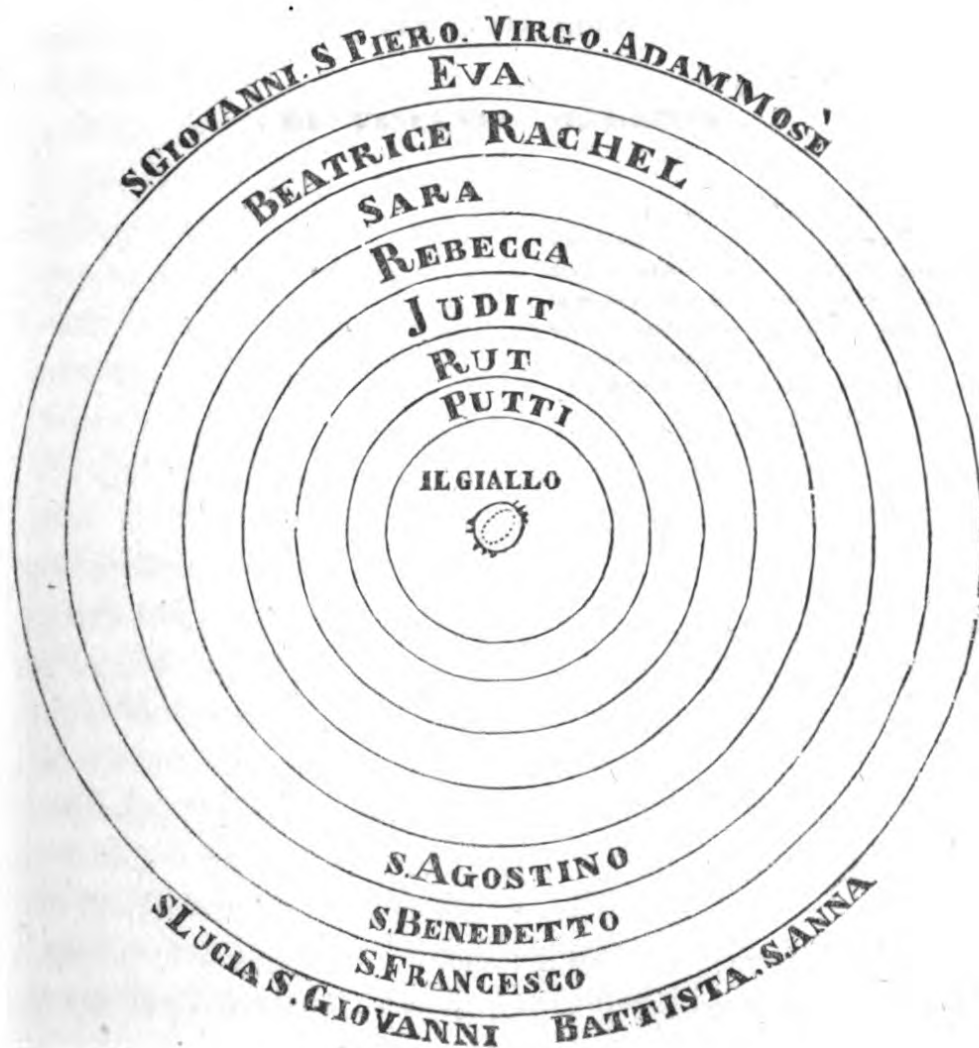 S.GIOVANNI. S PIERO. VIRGO. ADAM MOSÈ
EVA
BEATRICE RACHEL
SARA
REBECCA
JUDIT
RUT
PUTTI
IL GIALLO
S.AGOSTINO
S.BENEDETTO
S.FRANCESCO
S LUCIA S. GIOVANNI BATTISTA. S. ANNA